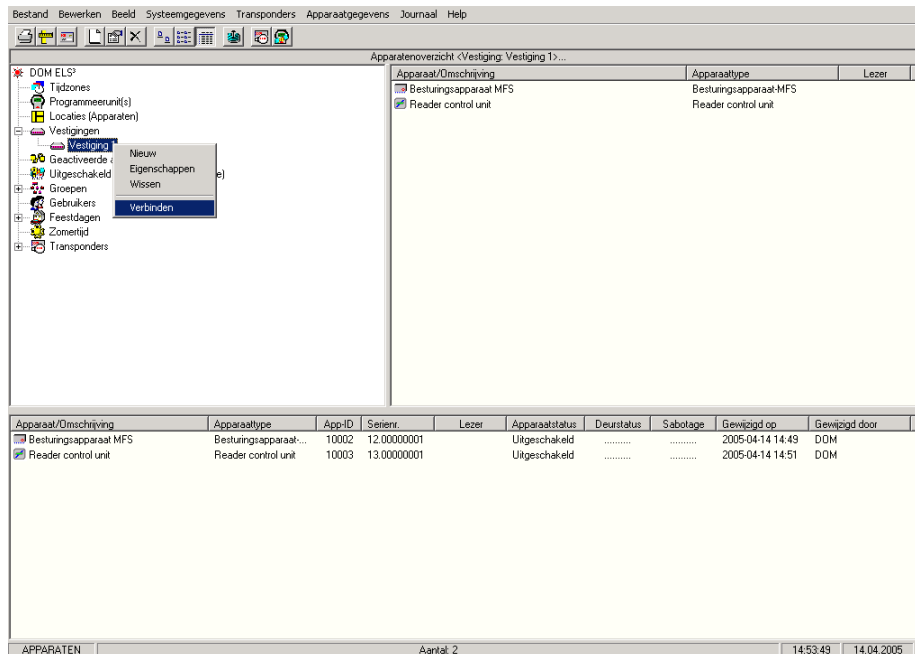 Bestand Bewerken Beeld Systeemgegevens Transponders Apparaatgegevens Journaal Help
Apparatenoverzicht <Vestiging: Vestiging 1>...
DOM ELS³
Tijdzones
Programmeerunit(s)
Locaties (Apparaten)
Vestigingen
Vestiging 1
Geactiveerde
Uitgeschakeld e)
Groepen
Gebruikers
Feestdagen
Zomertijd
Transponders
Nieuw
Eigenschappen
Wissen
Verbinden
Apparaat/Omschrijving Apparaattype Lezer
Besturingsapparaat MFS Besturingsapparaat-MFS
Reader control unit Reader control unit
Apparaat/Omschrijving Apparaattype App-ID Serienr. Lezer Apparaatstatus Deurstatus Sabotage Gewijzigd op Gewijzigd door
Besturingsapparaat MFS Besturingsapparaat-... 10002 12.00000001 Uitgeschakeld .......... .......... 2005-04-14 14:49 DOM
Reader control unit Reader control unit 10003 13.00000001 Uitgeschakeld .......... .......... 2005-04-14 14:51 DOM
APPARATEN Aantal: 2 14:53:49 14.04.2005